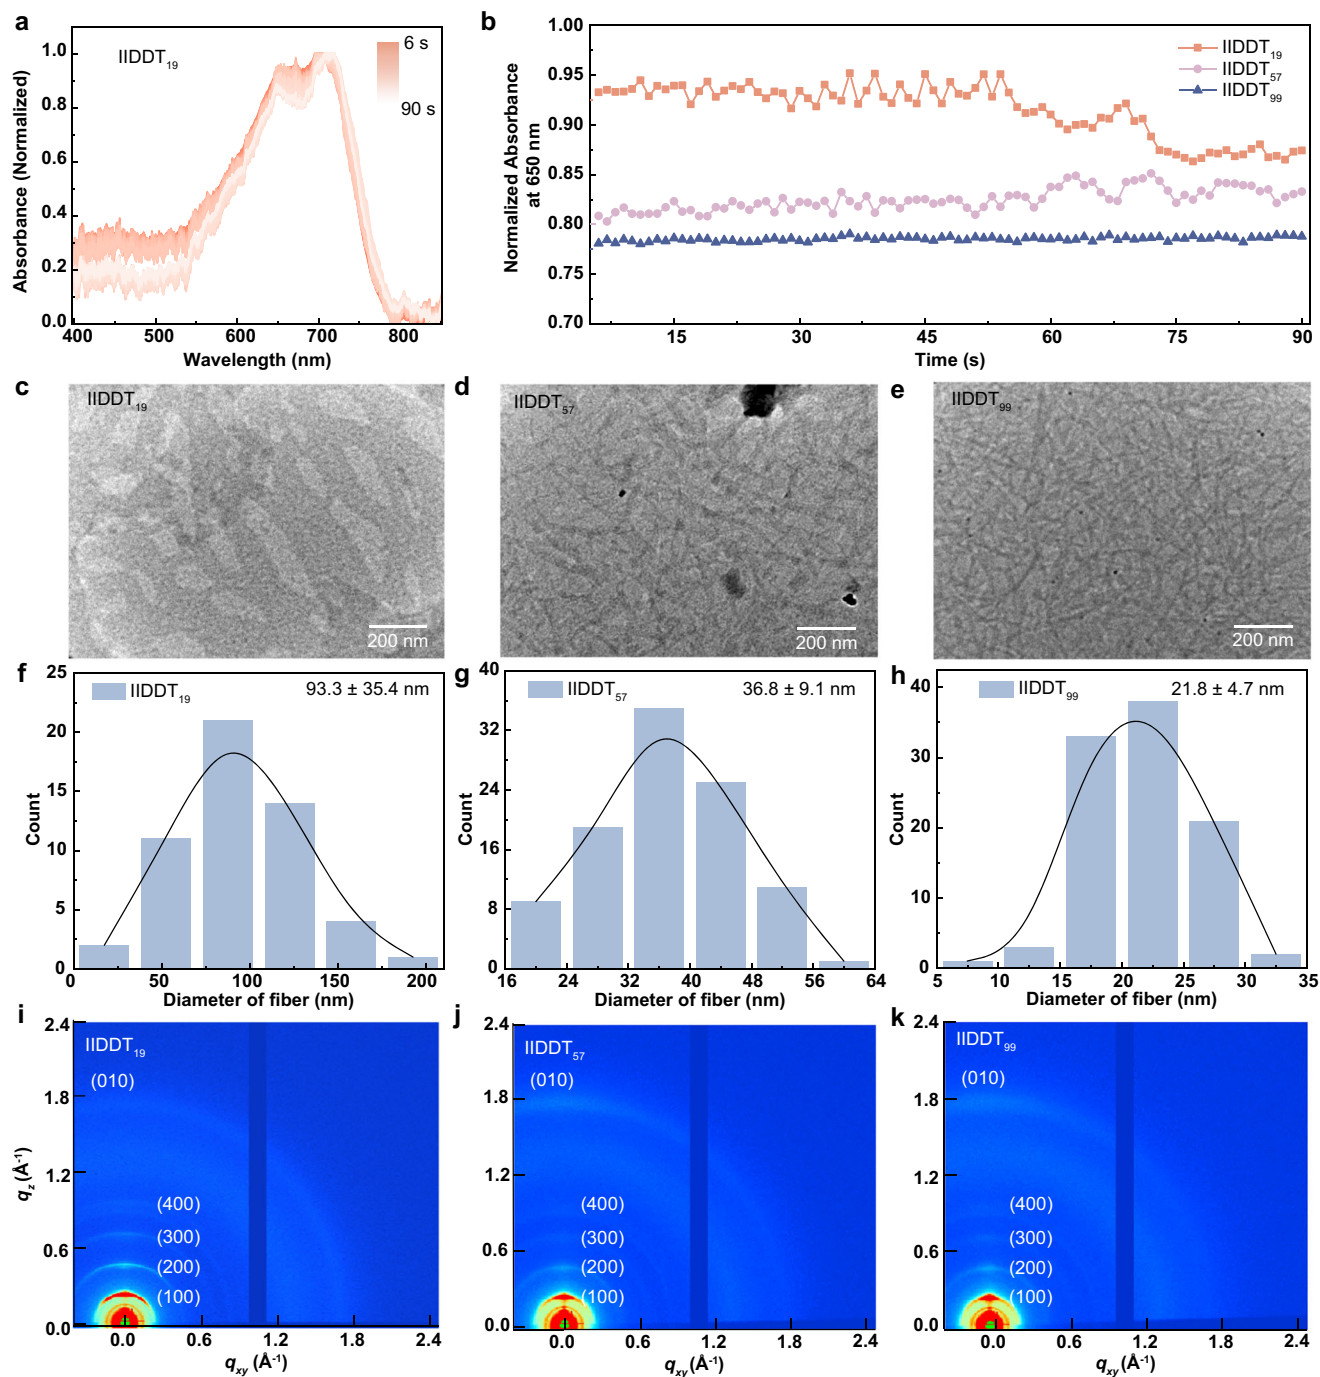 a
IIDDT19
6 s
90 s
1.0
0.8
0.6
0.4
0.2
0.0
400 500 600 700 800
Absorbance (Normalized)
Wavelength (nm)
b
IIDDT19
IIDDT57
IIDDT99
1.00
0.95
0.90
0.85
0.80
0.75
0.70
15 30 45 60 75 90
Normalized Absorbance
at 650 nm
Time (s)
c
IIDDT19
200 nm
d
IIDDT57
200 nm
e
IIDDT99
200 nm
f
IIDDT19
93.3 ± 35.4 nm
25
20
15
10
5
0
0 50 100 150 200
Count
Diameter of fiber (nm)
g
IIDDT57
36.8 ± 9.1 nm
40
32
24
16
8
0
16 24 32 40 48 56 64
Count
Diameter of fiber (nm)
h
IIDDT99
21.8 ± 4.7 nm
40
30
20
10
0
5 10 15 20 25 30 35
Count
Diameter of fiber (nm)
i
IIDDT19
(010)
(400)
(300)
(200)
(100)
2.4
1.8
1.2
0.6
0.0
0.0 0.6 1.2 1.8 2.4
qz (Å-1)
qxy (Å-1)
j
IIDDT57
(010)
(400)
(300)
(200)
(100)
2.4
1.8
1.2
0.6
0.0
0.0 0.6 1.2 1.8 2.4
qxy (Å-1)
k
IIDDT99
(010)
(400)
(300)
(200)
(100)
2.4
1.8
1.2
0.6
0.0
0.0 0.6 1.2 1.8 2.4
qxy (Å-1)